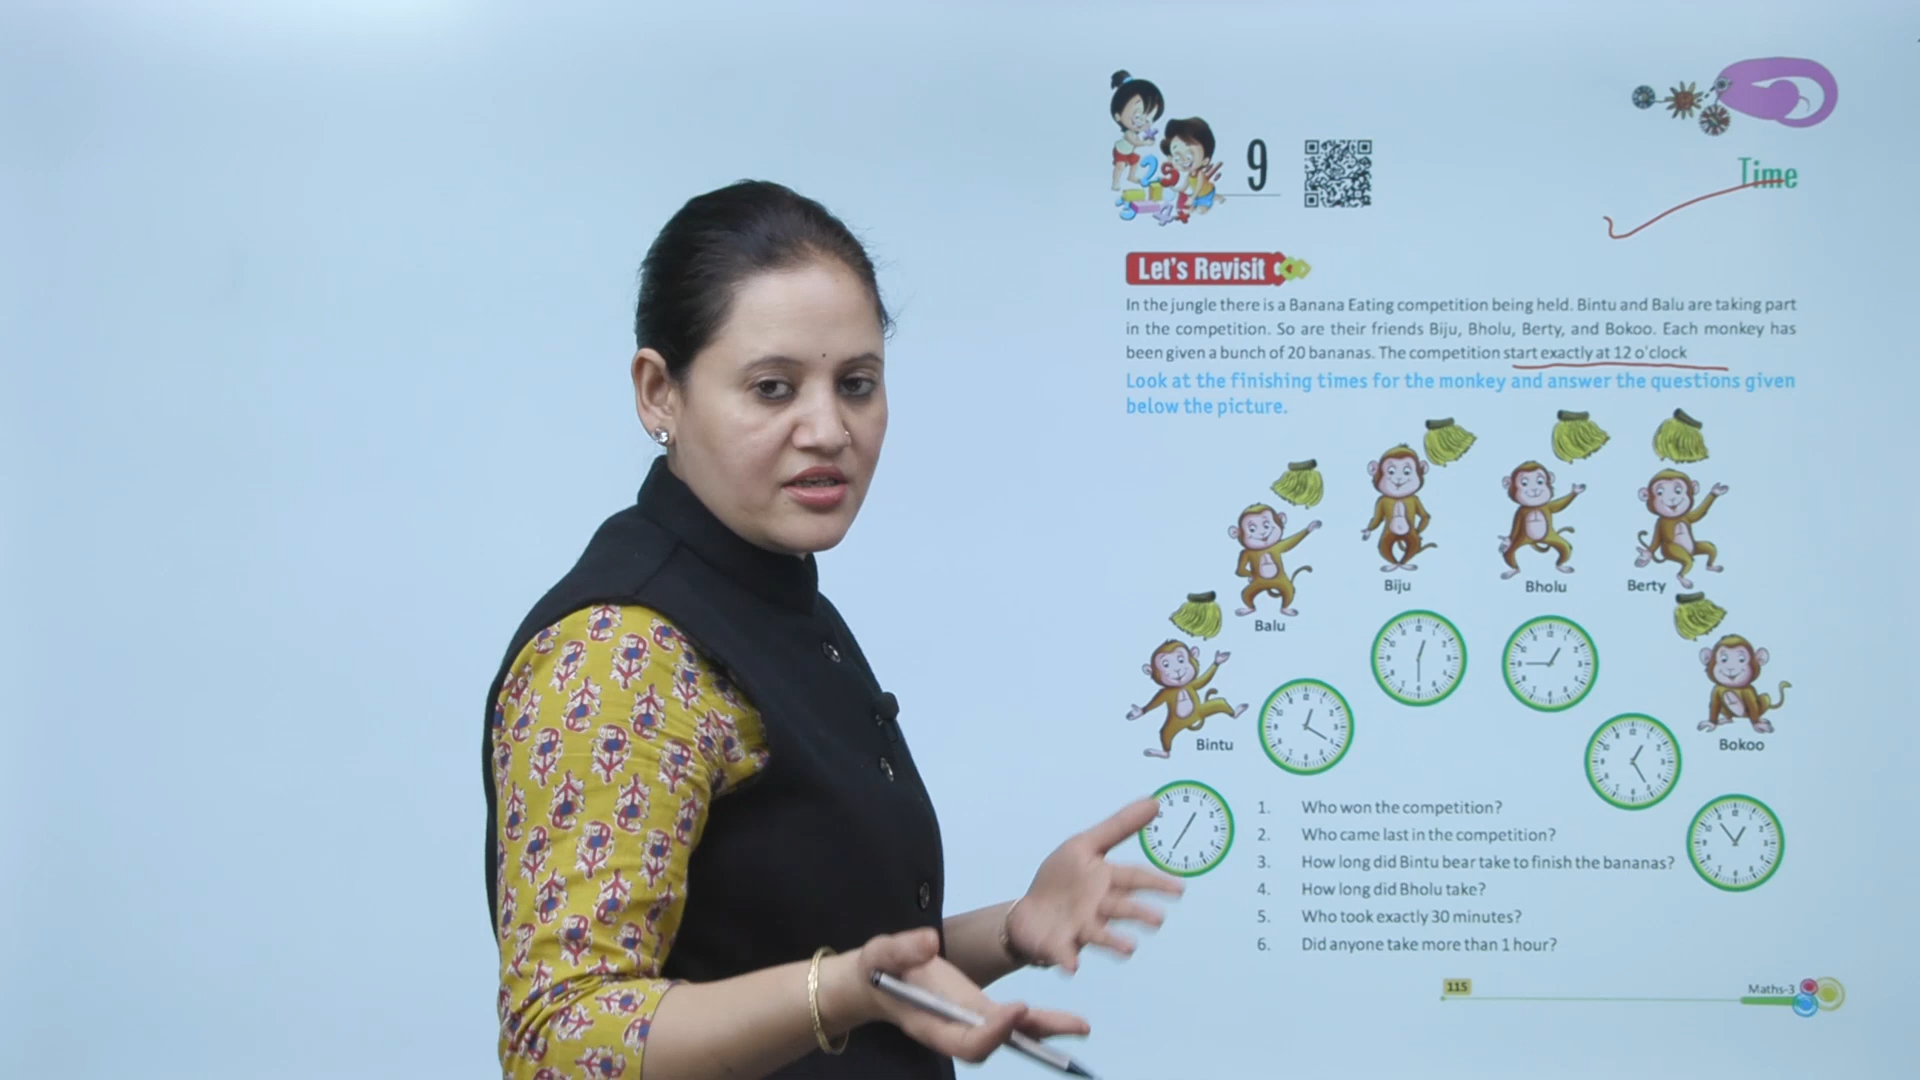 9
Time
Let's Revisit
In the jungle there is a Banana Eating competition being held. Bintu and Balu are taking part
in the competition. So are their friends Biju, Bholu, Berty, and Bokoo. Each monkey has
been given a bunch of 20 bananas. The competition start exactly at 12 o'clock
Look at the finishing times for the monkey and answer the questions given
below the picture.
Biju
Bholu
Berty
Balu
Bintu
Bokoo
1. Who won the competition?
2. Who came last in the competition?
3. How long did Bintu bear take to finish the bananas?
4. How long did Bholu take?
5. Who took exactly 30 minutes?
6. Did anyone take more than 1 hour?
115
Maths-3